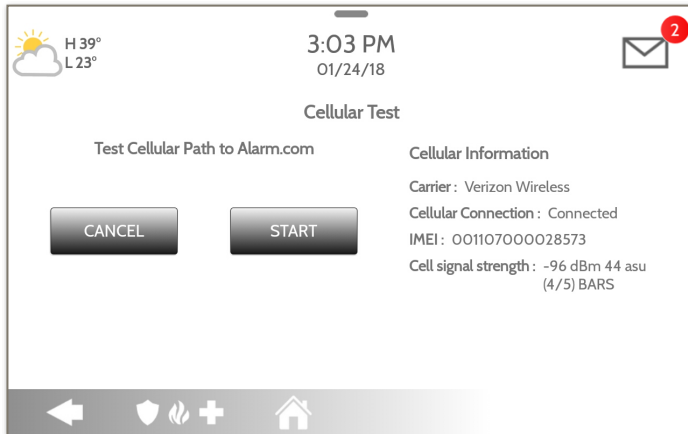 H 39°
L 23°
3:03 PM
01/24/18
2
Cellular Test
Test Cellular Path to Alarm.com
CANCEL
START
Cellular Information
Carrier : Verizon Wireless
Cellular Connection : Connected
IMEI : 001107000028573
Cell signal strength : -96 dBm 44 asu
(4/5) BARS